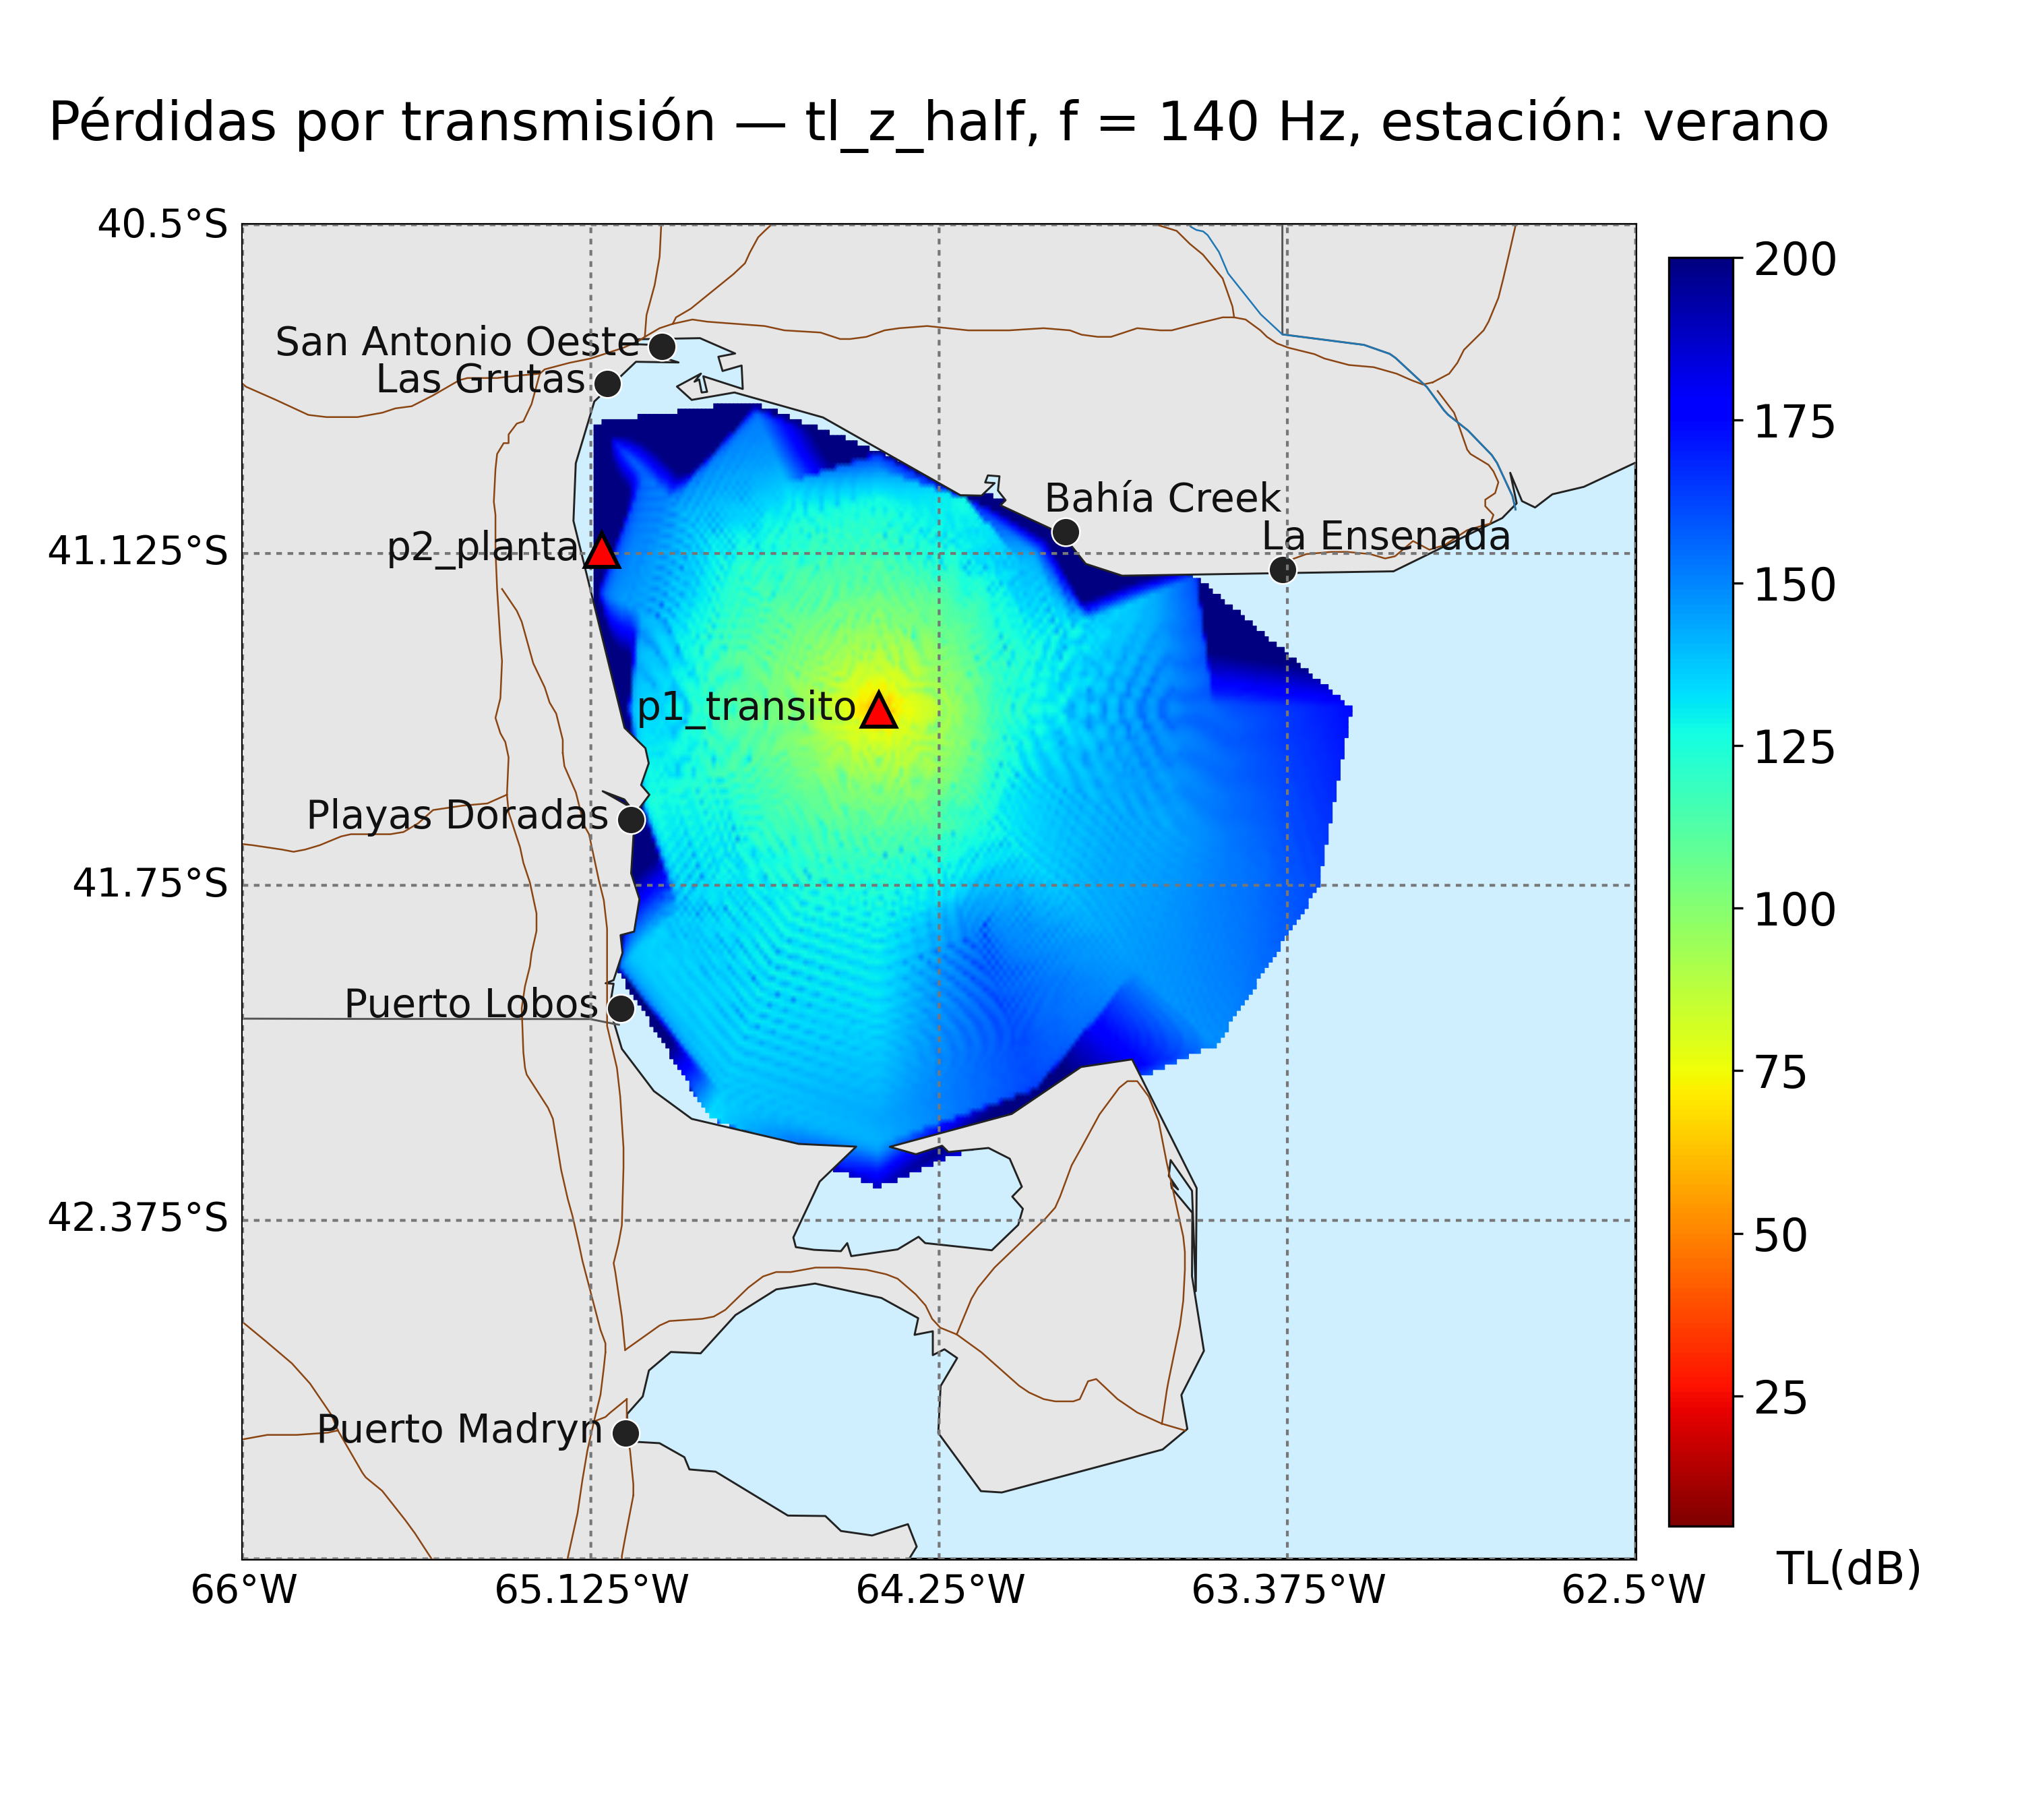 Pérdidas por transmisión — tl_z_half, f = 140 Hz, estación: verano
40.5°S
200
San Antonio Oeste
Las Grutas
175
Bahía Creek
La Ensenada
p2_planta
41.125°S
150
p1_transito
125
Playas Doradas
41.75°S
100
Puerto Lobos
75
42.375°S
50
25
Puerto Madryn
TL(dB)
66°W
65.125°W
64.25°W
63.375°W
62.5°W